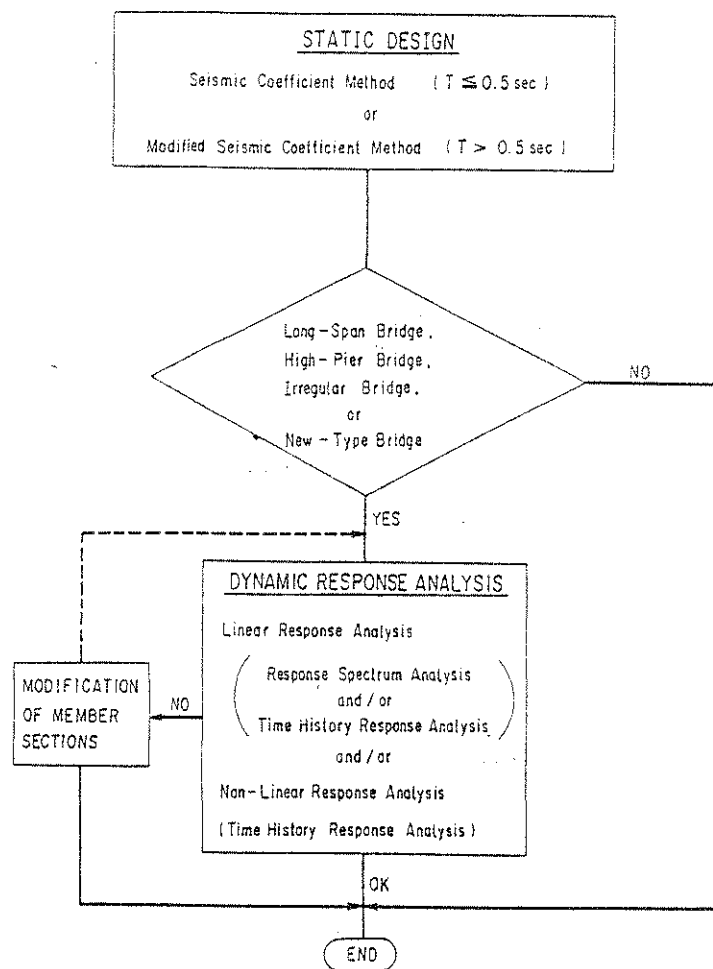 STATIC DESIGN
Seismic Coefficient Method ( T ≦ 0.5 sec )
or
Modified Seismic Coefficient Method ( T > 0.5 sec )
Long-Span Bridge,
High-Pier Bridge,
Irregular Bridge,
or
New-Type Bridge
NO
YES
DYNAMIC RESPONSE ANALYSIS
Linear Response Analysis
Response Spectrum Analysis
and/or
Time History Response Analysis
and/or
Non-Linear Response Analysis
(Time History Response Analysis)
NO
MODIFICATION
OF MEMBER
SECTIONS
OK
END